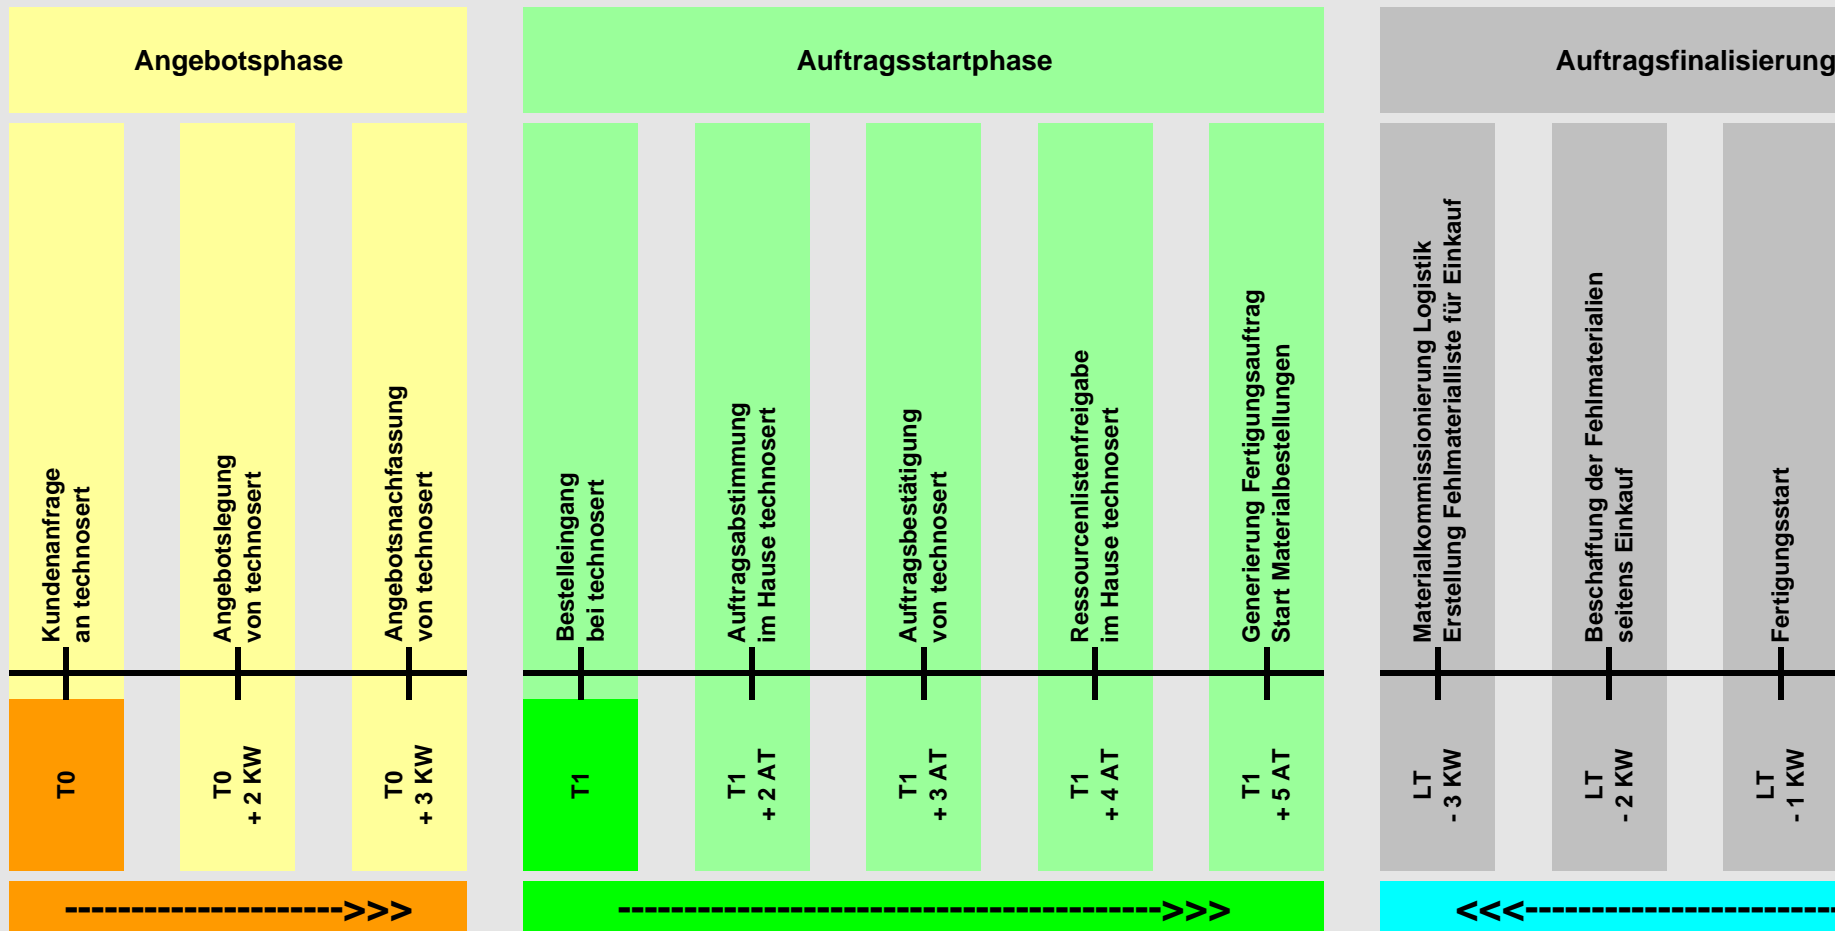 Angebotsphase
Auftragsstartphase
Auftragsfinalisierung
Kundenanfrage
an technosert
Angebotslegung
von technosert
Angebotsnachfassung
von technosert
Bestelleingang
bei technosert
Auftragsabstimmung
im Hause technosert
Auftragsbestätigung
von technosert
Ressourcenlistenfreigabe
im Hause technosert
Generierung Fertigungsauftrag
Start Materialbestellungen
Materialkommissionierung Logistik
Erstellung Fehlmaterialliste für Einkauf
Beschaffung der Fehlmaterialien
seitens Einkauf
Fertigungsstart
T0
T0
+ 2 KW
T0
+ 3 KW
T1
T1
+ 2 AT
T1
+ 3 AT
T1
+ 4 AT
T1
+ 5 AT
LT
- 3 KW
LT
- 2 KW
LT
- 1 KW
--------------------->>>
----------------------------------------->>>
<<<------------------------